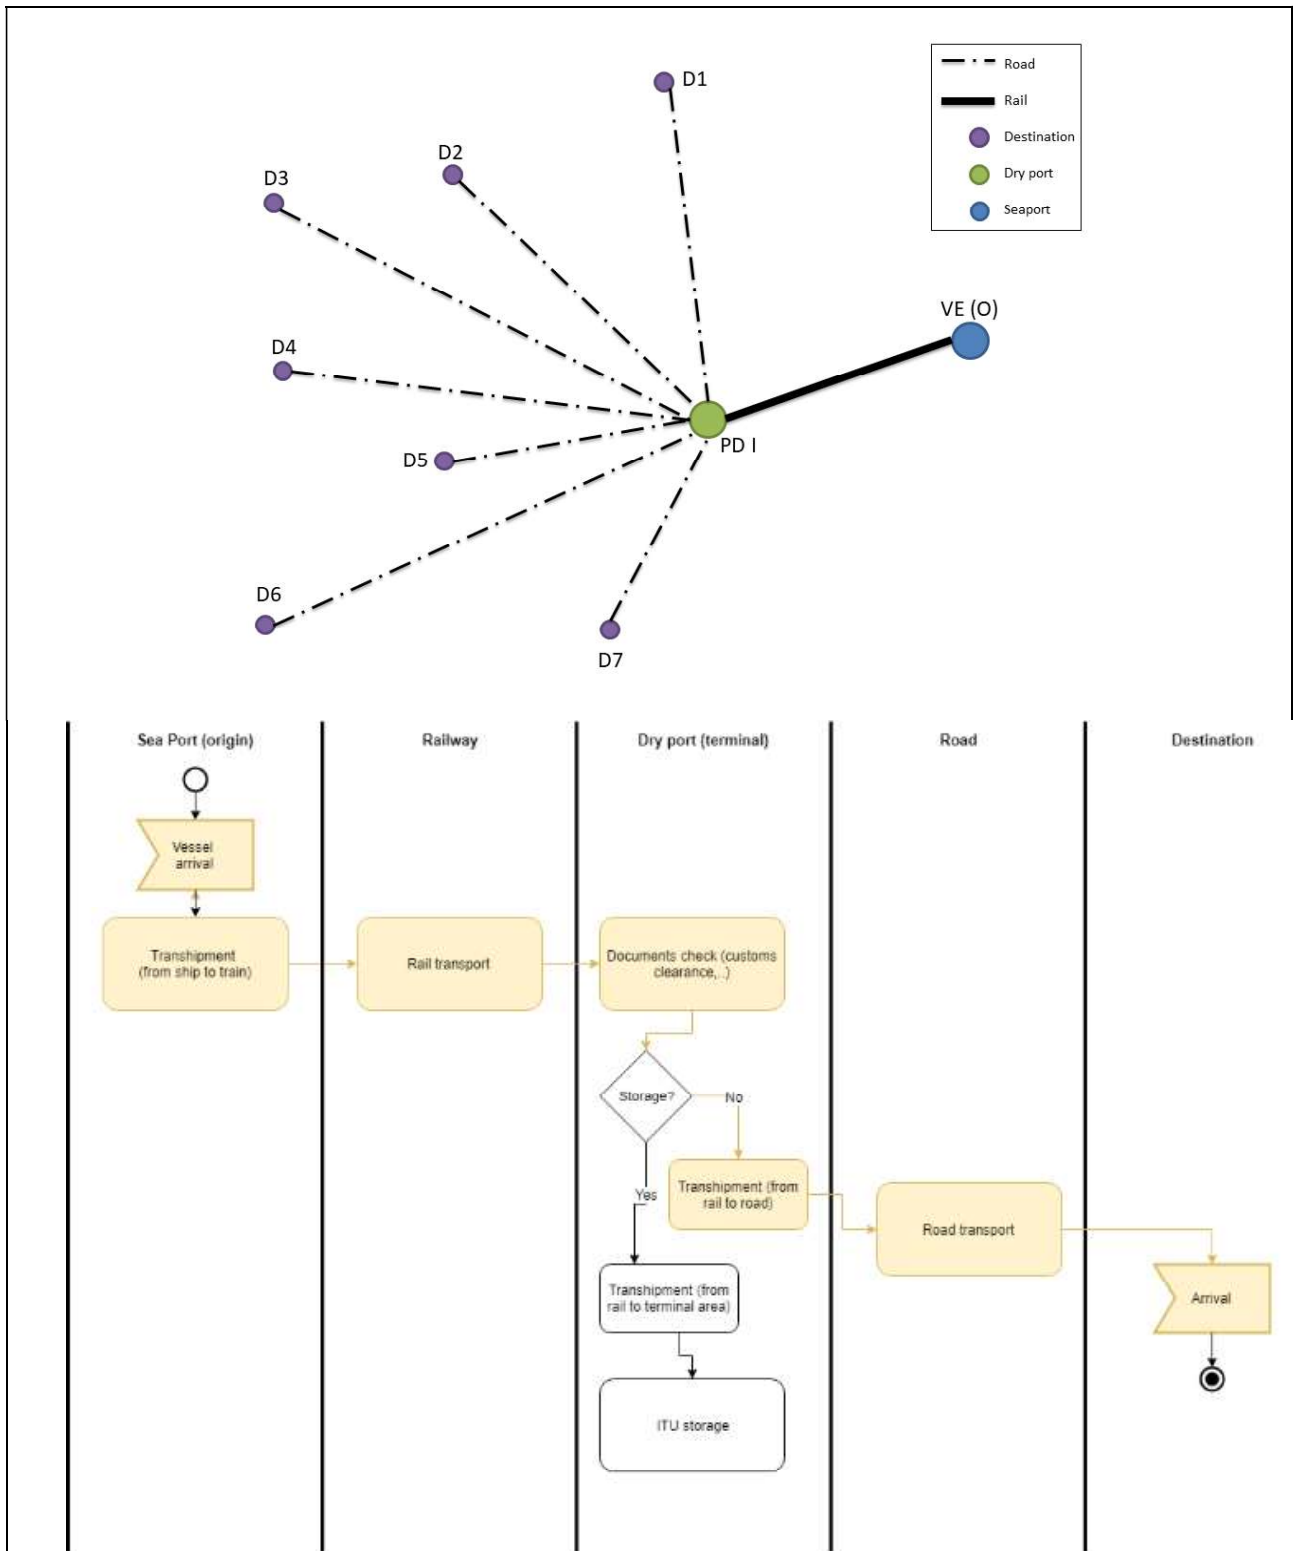 D1
Road
Rail
Destination
Dry port
Seaport
D2
D3
VE (O)
D4
PD I
D5
D6
D7
Sea Port (origin)
Railway
Dry port (terminal)
Road
Destination
Vessel
arrival
Transhipment
(from ship to train)
Rail transport
Documents check (customs
clearance,..)
Storage?
No
Yes
Transhipment (from
rail to road)
Road transport
Transhipment (from
rail to terminal area)
Arrival
ITU storage